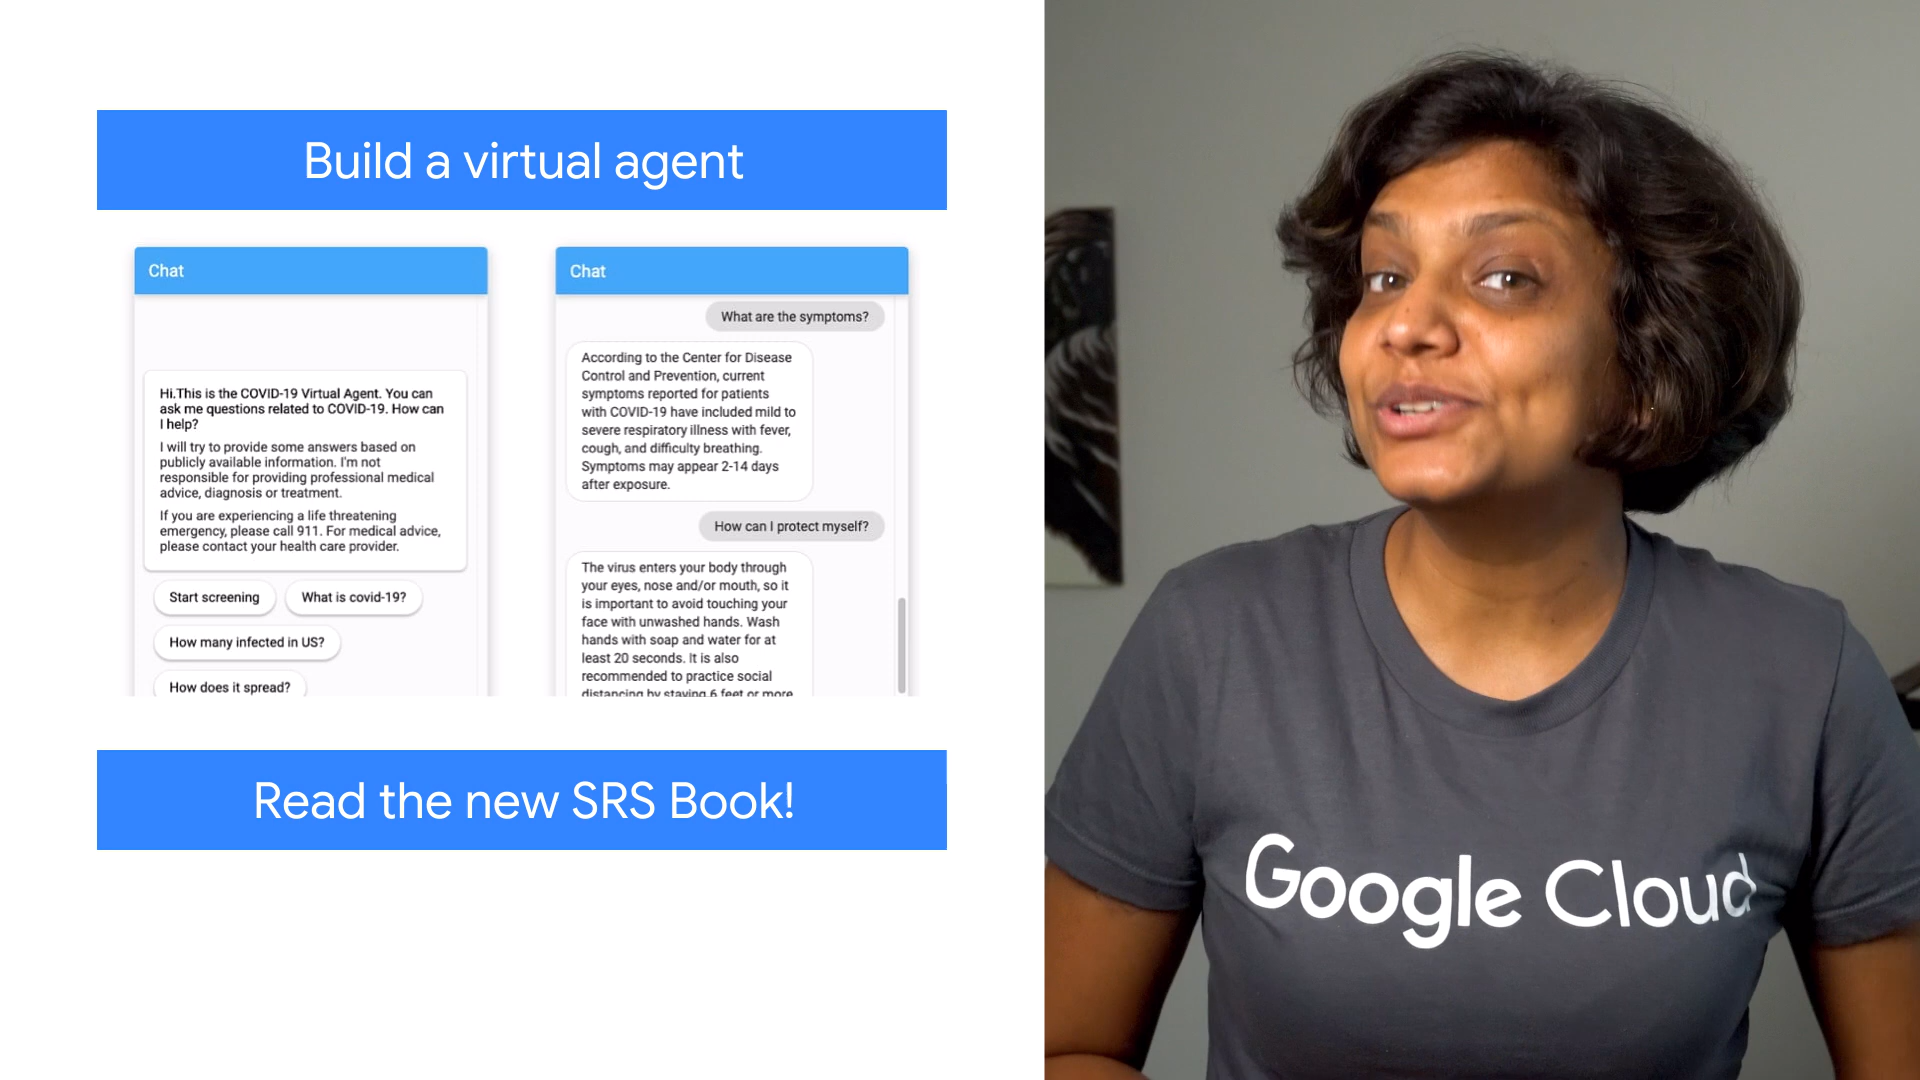 Build a virtual agent
Chat
Hi.This is the COVID-19 Virtual Agent. You can
ask me questions related to COVID-19. How can
I help?
I will try to provide some answers based on
publicly available information. I'm not
responsible for providing professional medical
advice, diagnosis or treatment.
If you are experiencing a life threatening
emergency, please call 911. For medical advice,
please contact your health care provider.
Start screening
What is covid-19?
How many infected in US?
How does it spread?
Chat
What are the symptoms?
According to the Center for Disease
Control and Prevention, current
symptoms reported for patients
with COVID-19 have included mild to
severe respiratory illness with fever,
cough, and difficulty breathing.
Symptoms may appear 2-14 days
after exposure.
How can I protect myself?
The virus enters your body through
your eyes, nose and/or mouth, so it
is important to avoid touching your
face with unwashed hands. Wash
hands with soap and water for at
least 20 seconds. It is also
recommended to practice social
distancing by staying 6 feet or more
Read the new SRS Book!
Google Cloud